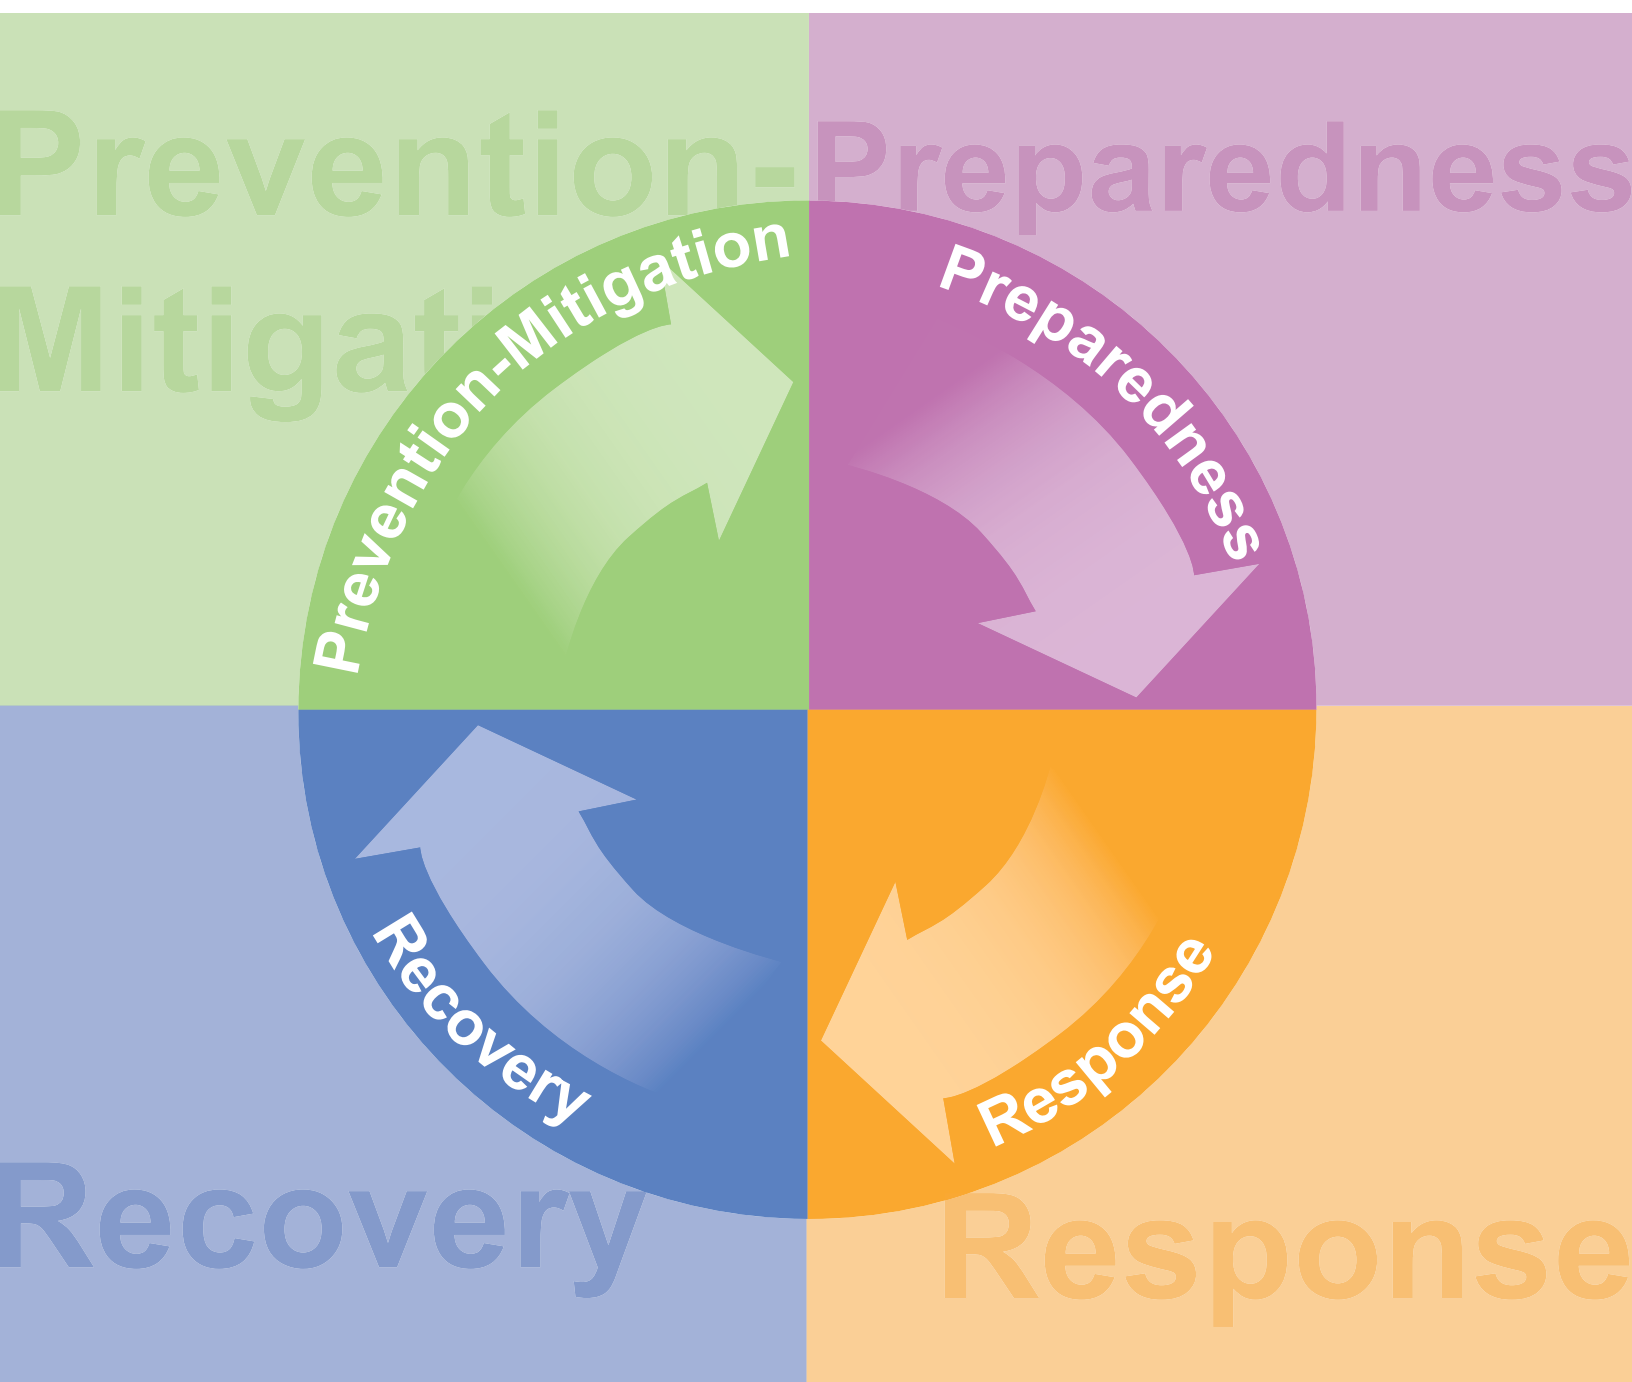 Prevention-
Mitigati
Preparedness
Prevention-Mitigation
Preparedness
Recovery
Response
Recovery
Response